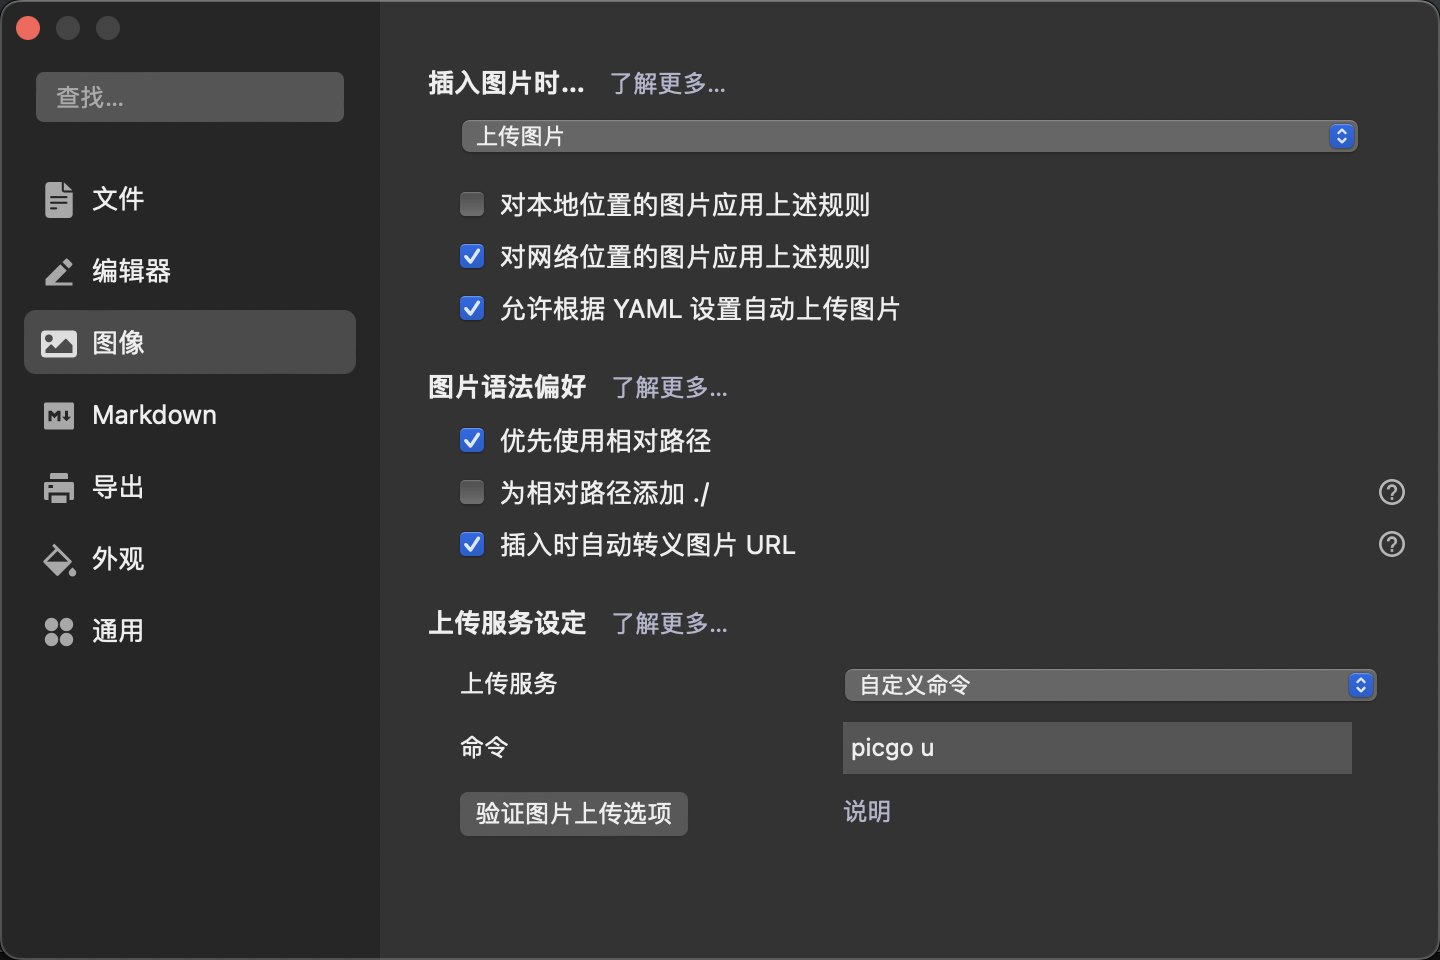 查找...
文件
编辑器
图像
Markdown
导出
外观
通用
插入图片时... 了解更多...
上传图片
对本地位置的图片应用上述规则
对网络位置的图片应用上述规则
允许根据 YAML 设置自动上传图片
图片语法偏好 了解更多...
优先使用相对路径
为相对路径添加 ./
插入时自动转义图片 URL
上传服务设定 了解更多...
上传服务 自定义命令
命令 picgo u
验证图片上传选项 说明